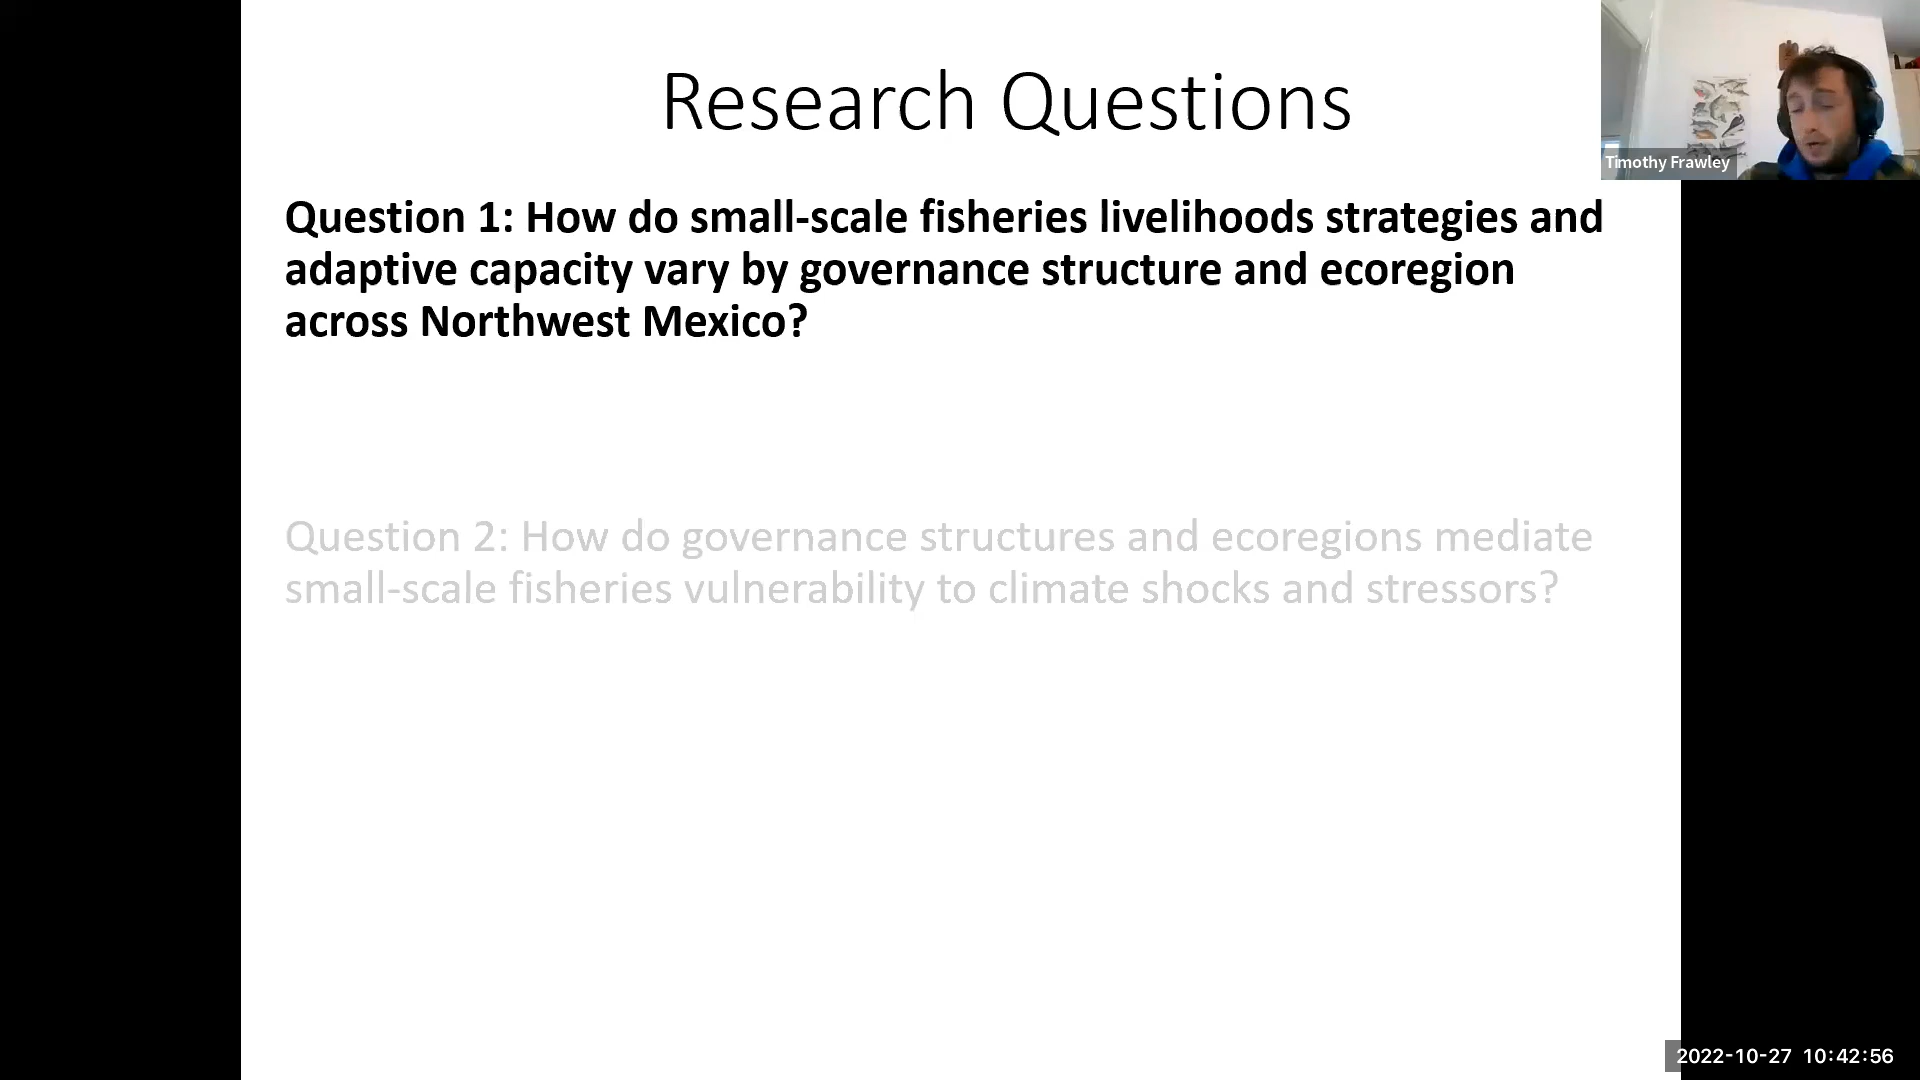 Research Questions
Timothy Frawley
Question 1: How do small-scale fisheries livelihoods strategies and
adaptive capacity vary by governance structure and ecoregion
across Northwest Mexico?
Question 2: How do governance structures and ecoregions mediate
small-scale fisheries vulnerability to climate shocks and stressors?
2022-10-27 10:42:56